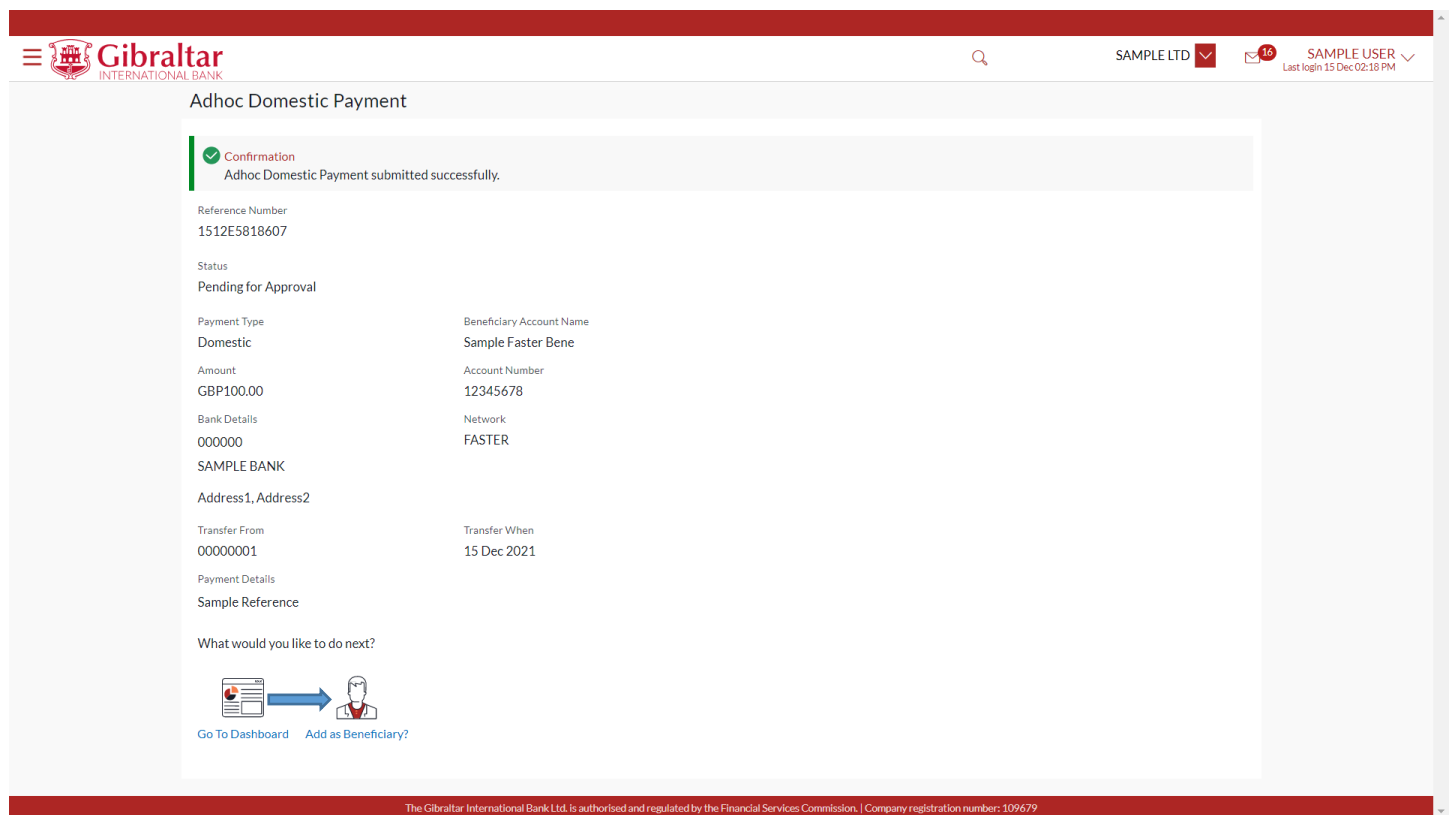 Gibraltar
INTERNATIONAL BANK
SAMPLE LTD
16
SAMPLE USER
Last login 15 Dec 02:18 PM
Adhoc Domestic Payment
Confirmation
Adhoc Domestic Payment submitted successfully.
Reference Number
1512E5818607
Status
Pending for Approval
Payment Type
Domestic
Beneficiary Account Name
Sample Faster Bene
Amount
GBP100.00
Account Number
12345678
Bank Details
000000
SAMPLE BANK
Address1, Address2
Network
FASTER
Transfer From
00000001
Transfer When
15 Dec 2021
Payment Details
Sample Reference
What would you like to do next?
Go To Dashboard
Add as Beneficiary?
The Gibraltar International Bank Ltd. is authorised and regulated by the Financial Services Commission. | Company registration number: 109679